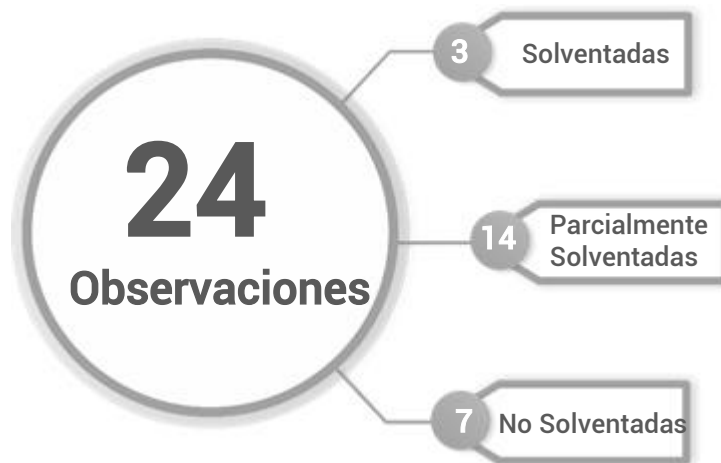 24
Observaciones
3
Solventadas
14
Parcialmente
Solventadas
7
No Solventadas